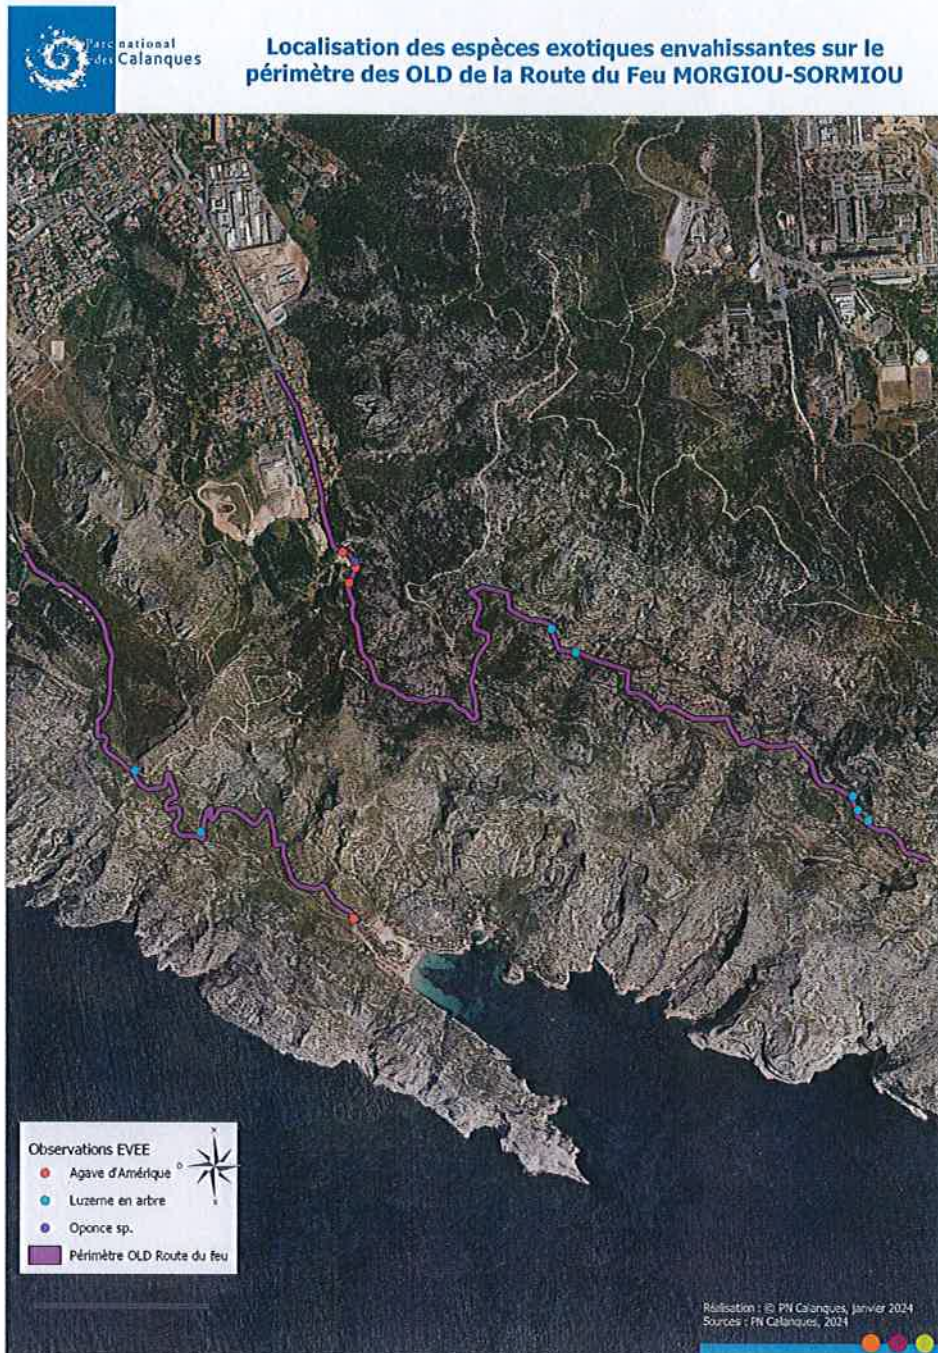 Parc national
des Calanques
Localisation des espèces exotiques envahissantes sur le
périmètre des OLD de la Route du Feu MORGIOU-SORMIOU
Observations EVEE
Agave d'Amérique
Luzerne en arbre
Oponce sp.
Périmètre OLD Route du feu
N
O
S
Réalisation : © PN Calanques, janvier 2024
Sources : PN Calanques, 2024